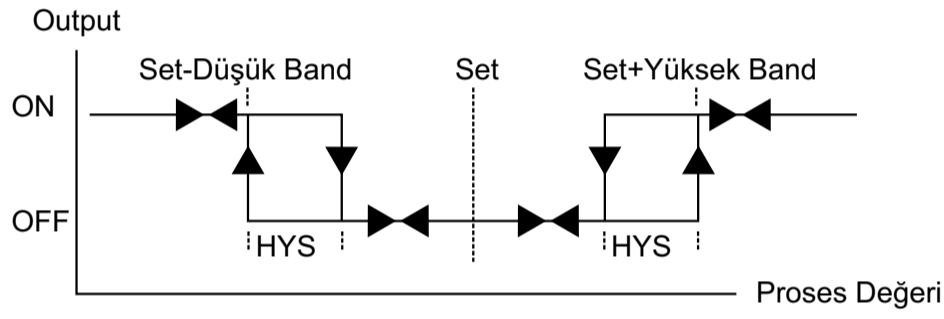 Output
Set-Düşük Band
Set
Set+Yüksek Band
ON
OFF
HYS
HYS
Proses Değeri